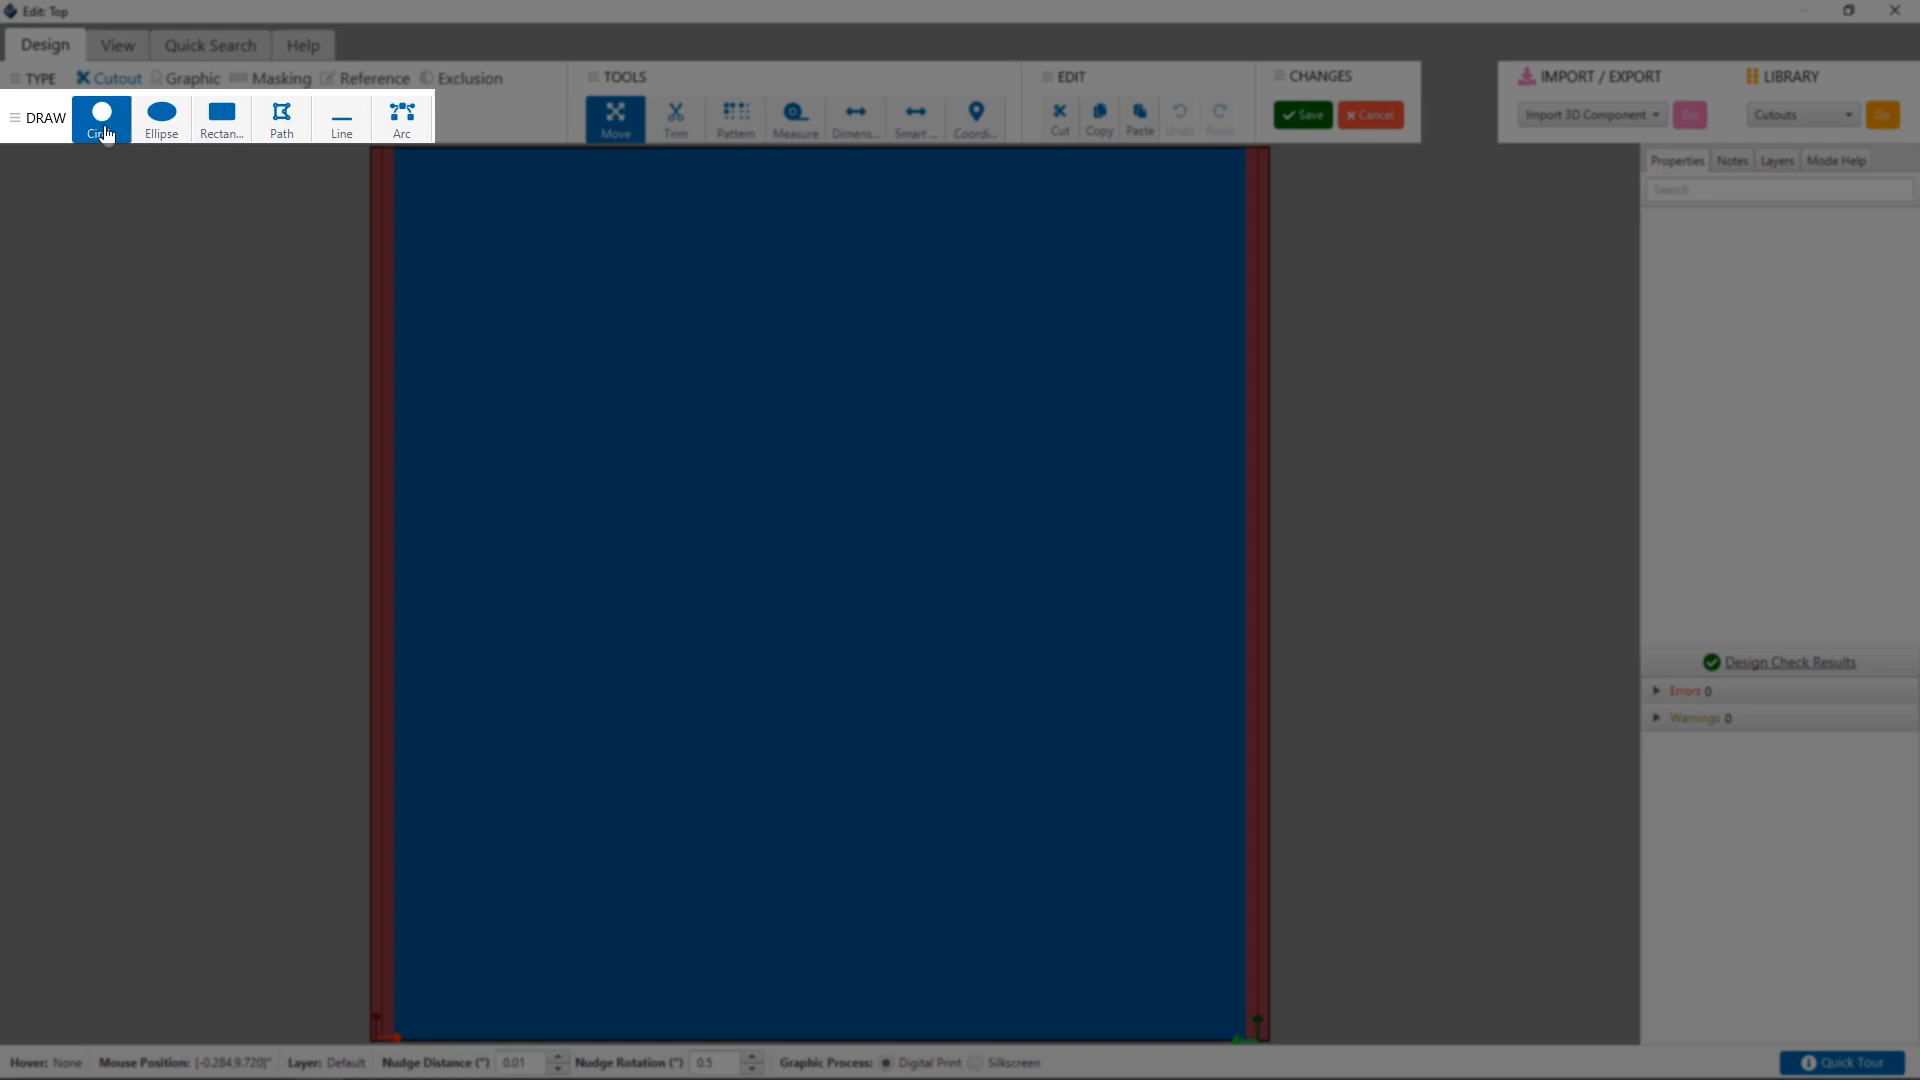 Edit: Top
Design View Quick Search Help
TYPE Cutout Graphic Masking Reference Exclusion
TOOLS
EDIT
CHANGES
IMPORT / EXPORT
LIBRARY
DRAW Ellipse Rectan... Path Line Arc
Move Trim Pattern Measure Dimens... Smart ... Coordi...
Cut Copy Paste Undo Redo
Save Cancel
Import 3D Component Go
Cutouts Go
Properties Notes Layers Mode Help
Search
Design Check Results
Errors 0
Warnings 0
Hover: None Mouse Position: [-0.284,9.720]" Layer: Default Nudge Distance (") 0.01 Nudge Rotation (°) 0.5 Graphic Process: Digital Print Silkscreen Quick Tour